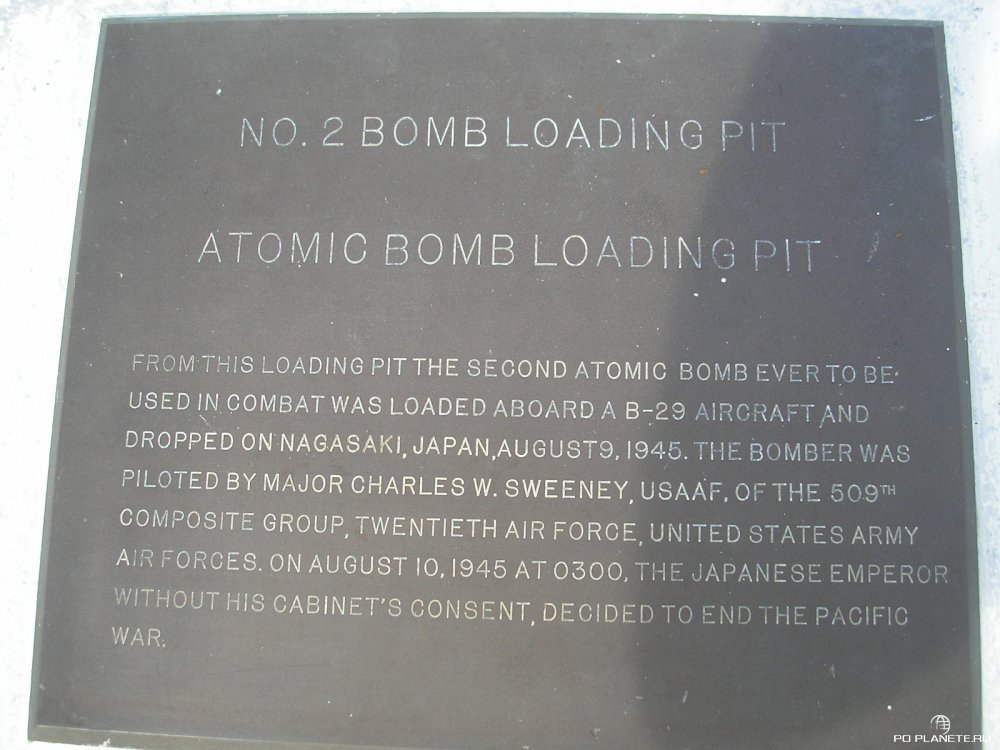 NO. 2 BOMB LOADING PIT
ATOMIC BOMB LOADING PIT
FROM THIS LOADING PIT THE SECOND ATOMIC BOMB EVER TO BE
USED IN COMBAT WAS LOADED ABOARD A B-29 AIRCRAFT AND
DROPPED ON NAGASAKI, JAPAN, AUGUST 9, 1945. THE BOMBER WAS
PILOTED BY MAJOR CHARLES W. SWEENEY, USAAF, OF THE 509TH
COMPOSITE GROUP, TWENTIETH AIR FORCE, UNITED STATES ARMY
AIR FORCES. ON AUGUST 10, 1945 AT 0300, THE JAPANESE EMPEROR
WITHOUT HIS CABINET'S CONSENT, DECIDED TO END THE PACIFIC
WAR.
PO PLANETE.RU